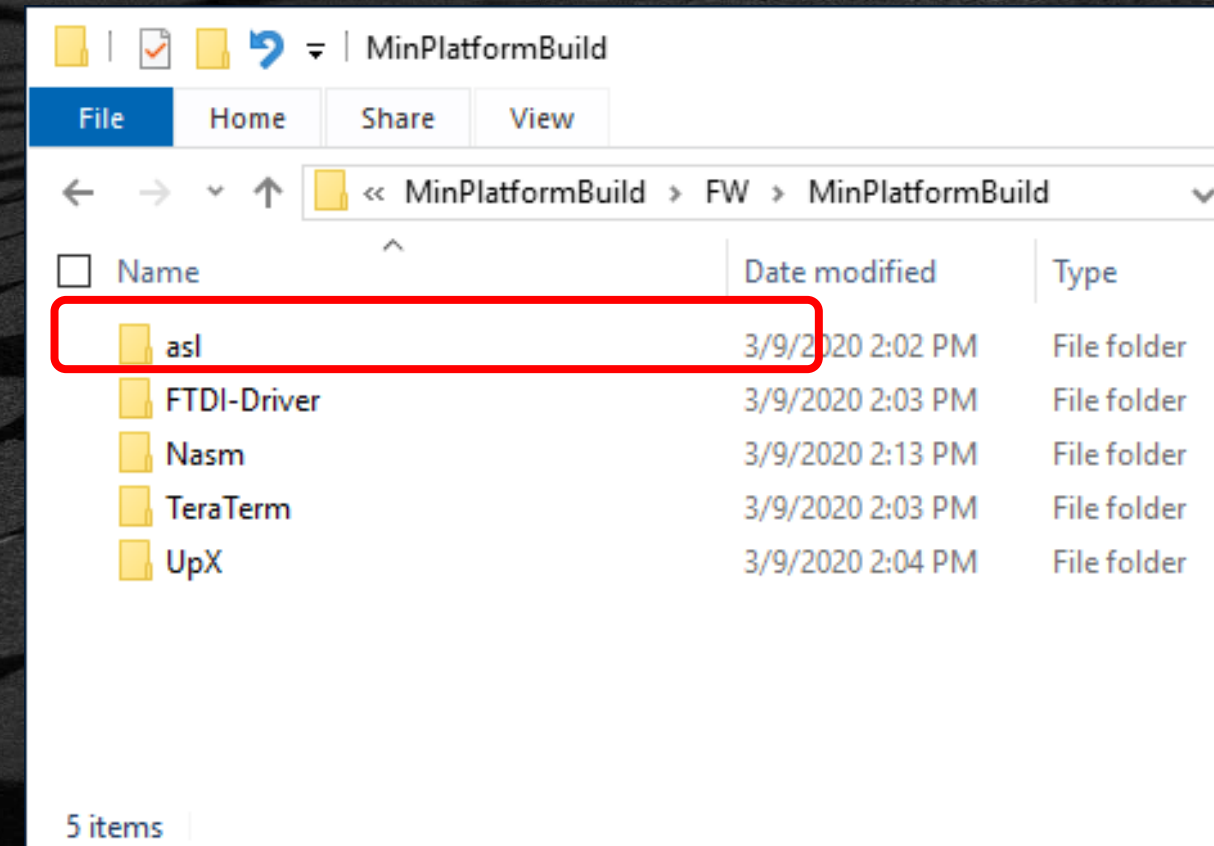 MinPlatformBuild
File Home Share View
« MinPlatformBuild > FW > MinPlatformBuild
Name Date modified Type
asl 3/9/2020 2:02 PM File folder
FTDI-Driver 3/9/2020 2:03 PM File folder
Nasm 3/9/2020 2:13 PM File folder
TeraTerm 3/9/2020 2:03 PM File folder
UpX 3/9/2020 2:04 PM File folder
5 items